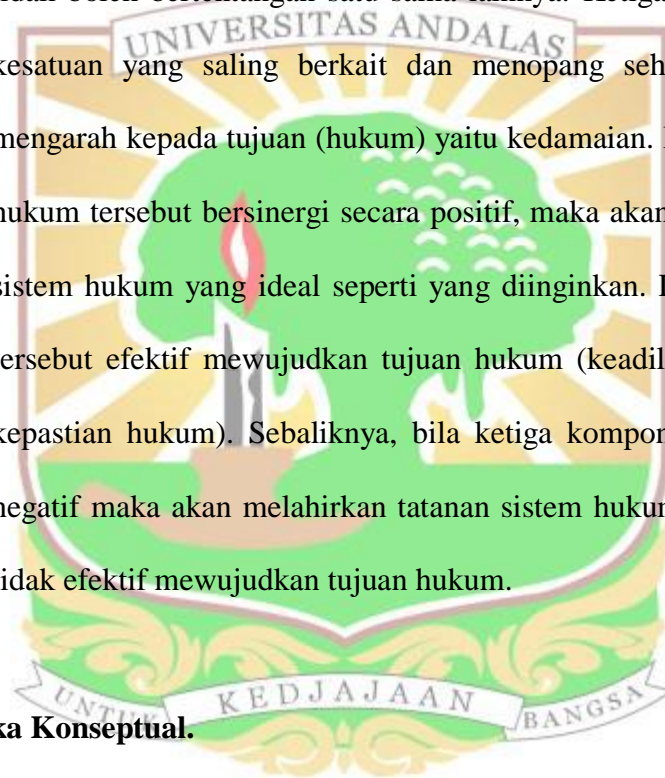 UNIVERSITAS ANDALAS
kesatuan yang saling berkait dan menopang seh
mengarah kepada tujuan (hukum) yaitu kedamaian.
hukum tersebut bersinergi secara positif, maka akan
sistem hukum yang ideal seperti yang diinginkan.
tersebut efektif mewujudkan tujuan hukum (keadil
kepastian hukum). Sebaliknya, bila ketiga kompon
negatif maka akan melahirkan tatanan sistem hukum
tidak efektif mewujudkan tujuan hukum.
UNTUK KEDJAJAAN BANGSA
ka Konseptual.